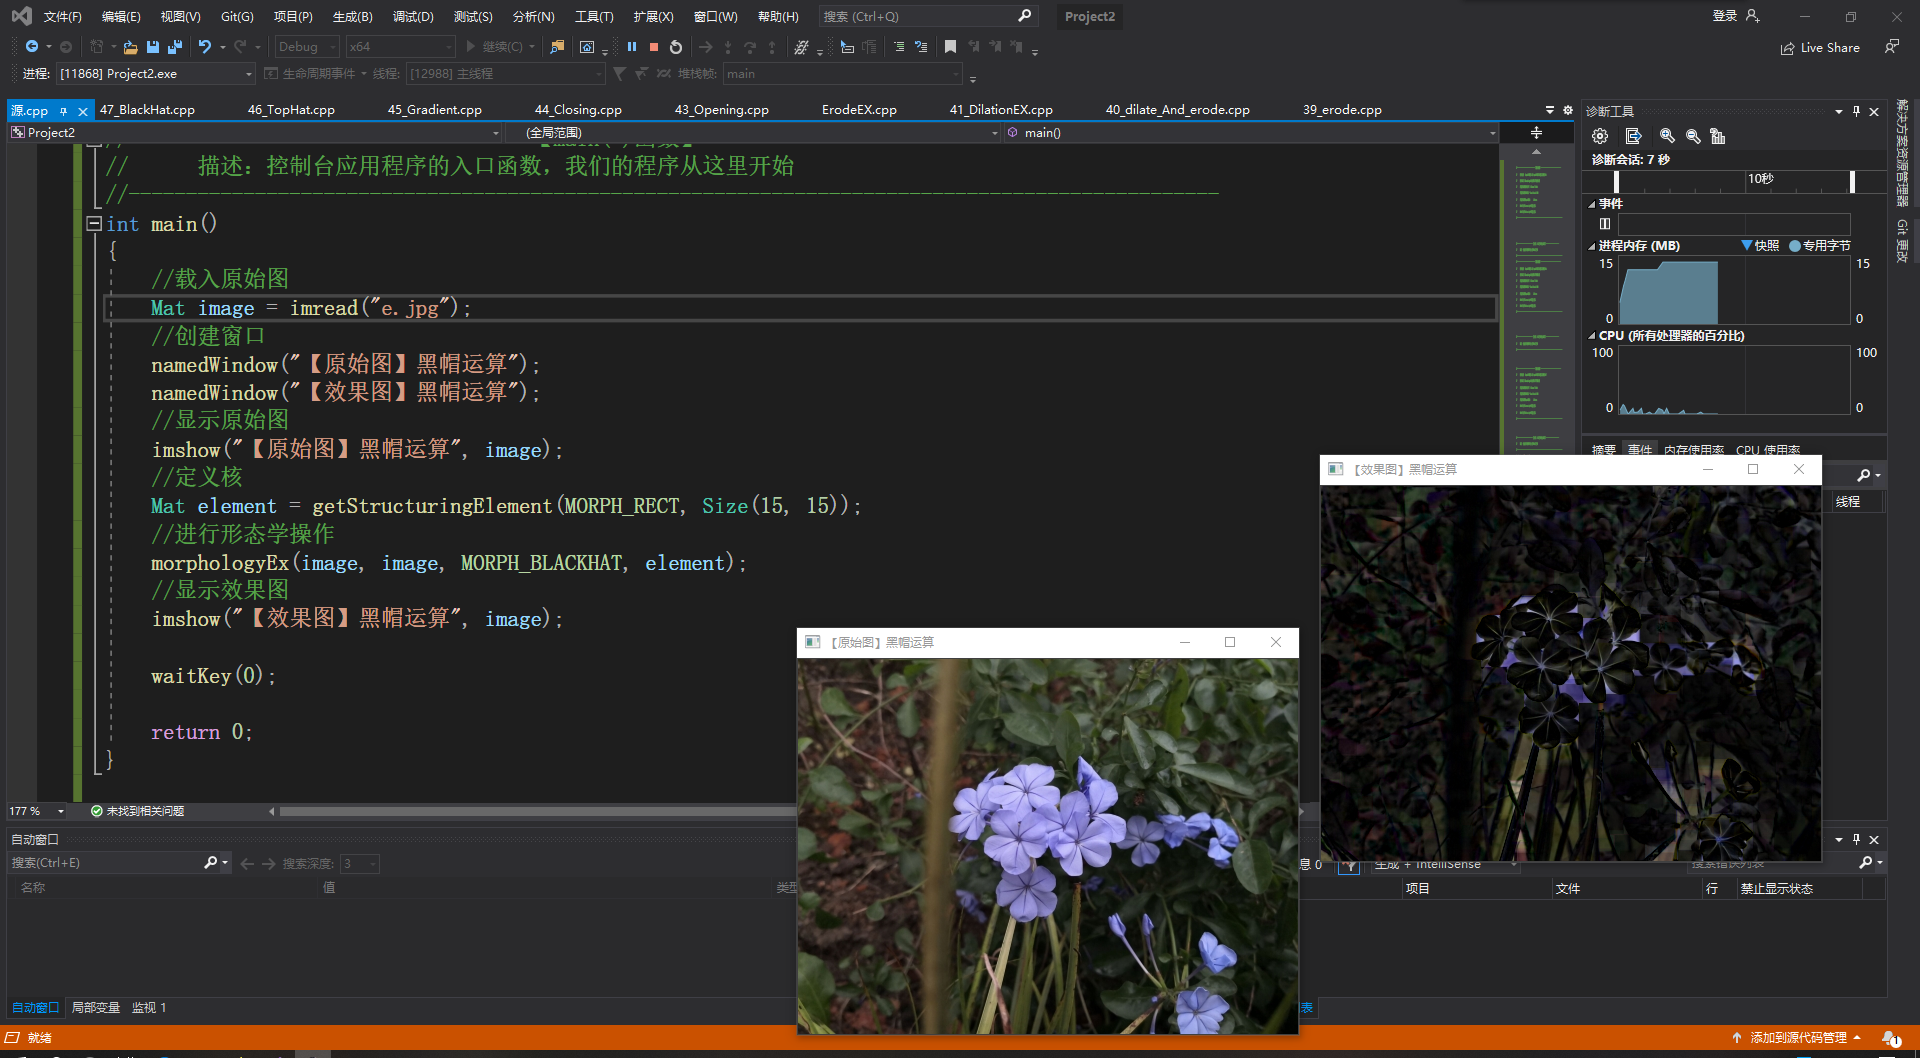 文件(F) 编辑(E) 视图(V) Git(G) 项目(P) 生成(B) 调试(D) 测试(S) 分析(N) 工具(T) 扩展(X) 窗口(W) 帮助(H) 搜索 (Ctrl+Q) Project2 登录
Debug x64 继续(C) Live Share
进程: [11868] Project2.exe 生命周期事件 线程: [12988] 主线程 堆栈帧: main
源.cpp 47_BlackHat.cpp 46_TopHat.cpp 45_Gradient.cpp 44_Closing.cpp 43_Opening.cpp ErodeEX.cpp 41_DilationEX.cpp 40_dilate_And_erode.cpp 39_erode.cpp
Project2 (全局范围) main()
// 描述：控制台应用程序的入口函数，我们的程序从这里开始
//-----------------------------------------------------------------------------------------------
int main()
{
//载入原始图
Mat image = imread("e.jpg");
//创建窗口
namedWindow("【原始图】黑帽运算");
namedWindow("【效果图】黑帽运算");
//显示原始图
imshow("【原始图】黑帽运算", image);
//定义核
Mat element = getStructuringElement(MORPH_RECT, Size(15, 15));
//进行形态学操作
morphologyEx(image, image, MORPH_BLACKHAT, element);
//显示效果图
imshow("【效果图】黑帽运算", image);
waitKey(0);
return 0;
}
177 % 未找到相关问题
诊断工具
诊断会话: 7 秒
10秒
事件
进程内存 (MB) 快照 专用字节
15 15
0 0
CPU (所有处理器的百分比)
100 100
0 0
摘要 事件 内存使用率 CPU 使用率
线程
解决方案资源管理器
Git 更改
【效果图】黑帽运算
【原始图】黑帽运算
自动窗口
搜索(Ctrl+E) 搜索深度: 3
名称 值 类型
息 0 生成 + IntelliSense 搜索错误列表
项目 文件 行 禁止显示状态
自动窗口 局部变量 监视 1
表
就绪 添加到源代码管理 1